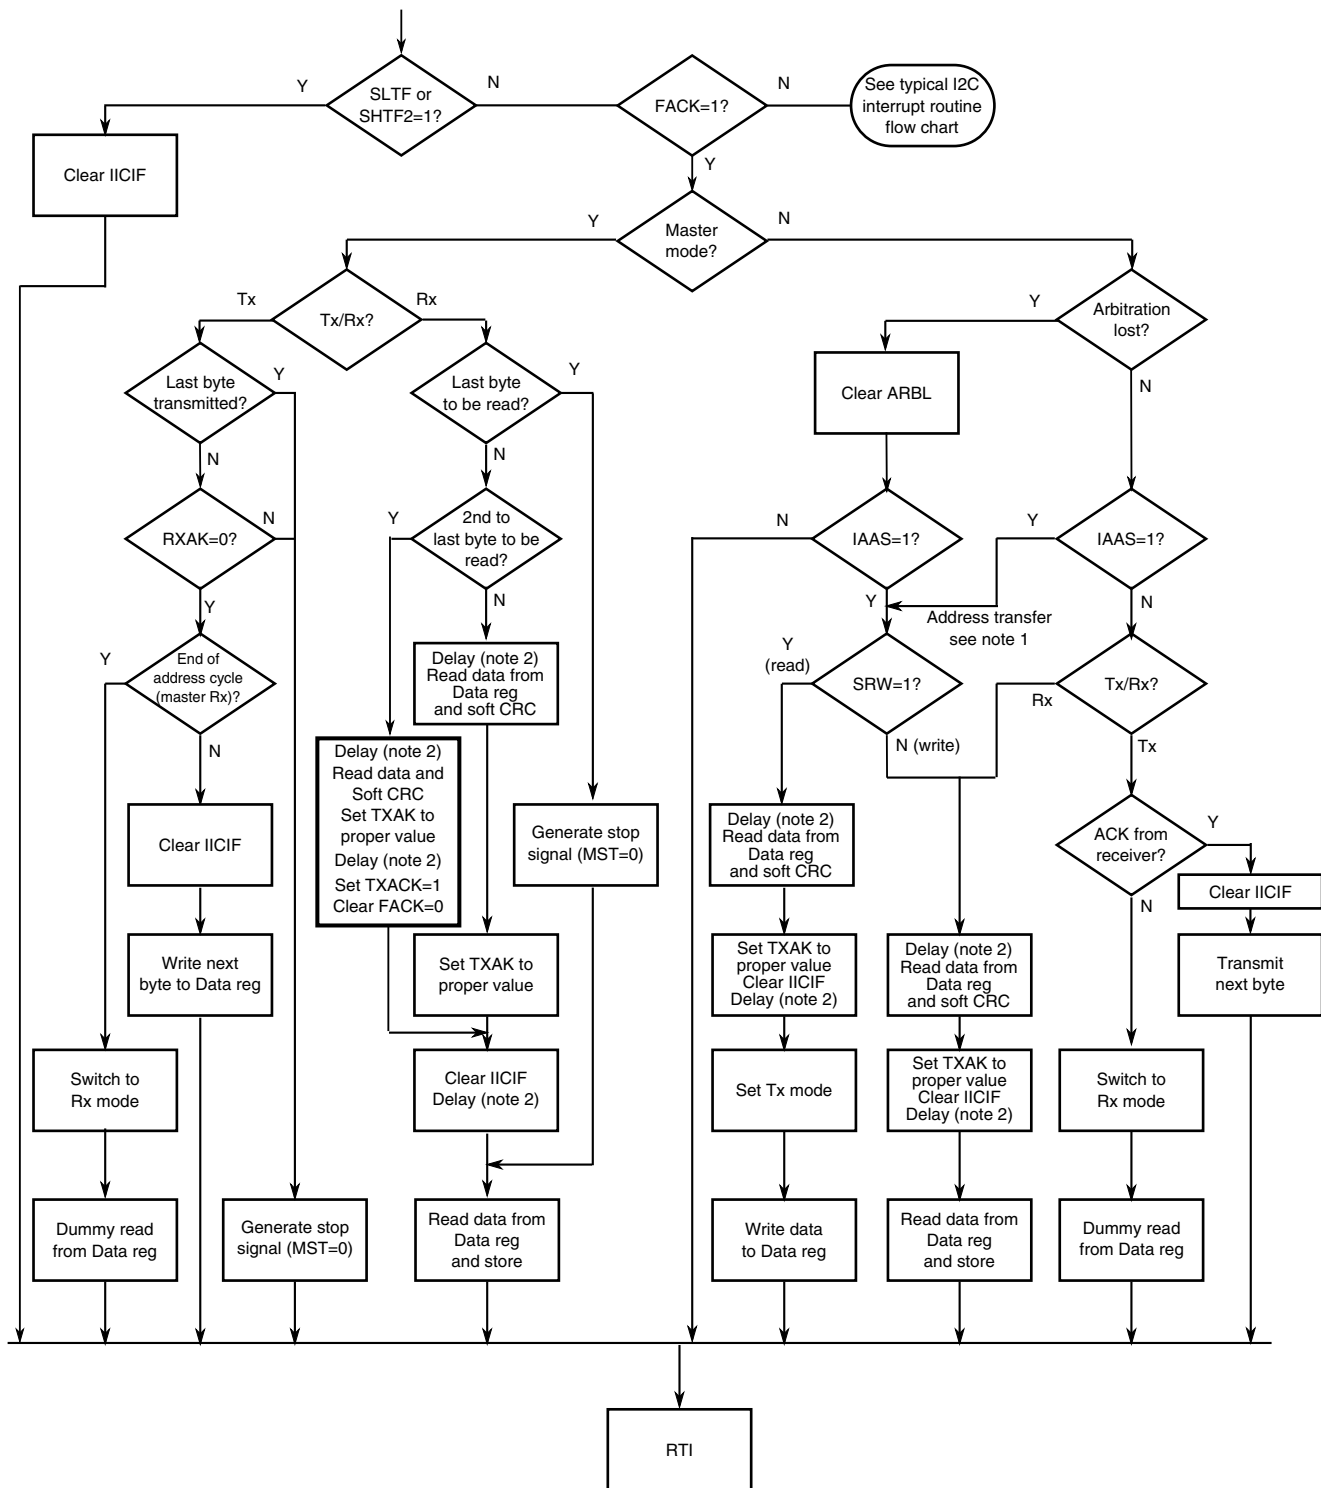 Y
SLTF or
SHTF2=1?
N
FACK=1?
N
See typical I2C
interrupt routine
flow chart
Clear IICIF
Y
Y
Master
mode?
N
Tx
Tx/Rx?
Rx
Y
Arbitration
lost?
N
Last byte
transmitted?
Y
N
Last byte
to be read?
Y
N
Clear ARBL
RXAK=0?
N
Y
Y
2nd to
last byte to be
read?
N
N
IAAS=1?
Y
Y
IAAS=1?
N
Address transfer
see note 1
Y
End of
address cycle
(master Rx)?
N
Delay (note 2)
Read data from
Data reg
and soft CRC
Y
(read)
SRW=1?
N (write)
Rx
Tx/Rx?
Tx
Delay (note 2)
Read data and
Soft CRC
Set TXAK to
proper value
Delay (note 2)
Set TXACK=1
Clear FACK=0
Clear IICIF
Generate stop
signal (MST=0)
Delay (note 2)
Read data from
Data reg
and soft CRC
ACK from
receiver?
Y
N
Clear IICIF
Write next
byte to Data reg
Set TXAK to
proper value
Set TXAK to
proper value
Clear IICIF
Delay (note 2)
Delay (note 2)
Read data from
Data reg
and soft CRC
Transmit
next byte
Switch to
Rx mode
Clear IICIF
Delay (note 2)
Set Tx mode
Set TXAK to
proper value
Clear IICIF
Delay (note 2)
Switch to
Rx mode
Dummy read
from Data reg
Generate stop
signal (MST=0)
Read data from
Data reg
and store
Write data
to Data reg
Read data from
Data reg
and store
Dummy read
from Data reg
RTI